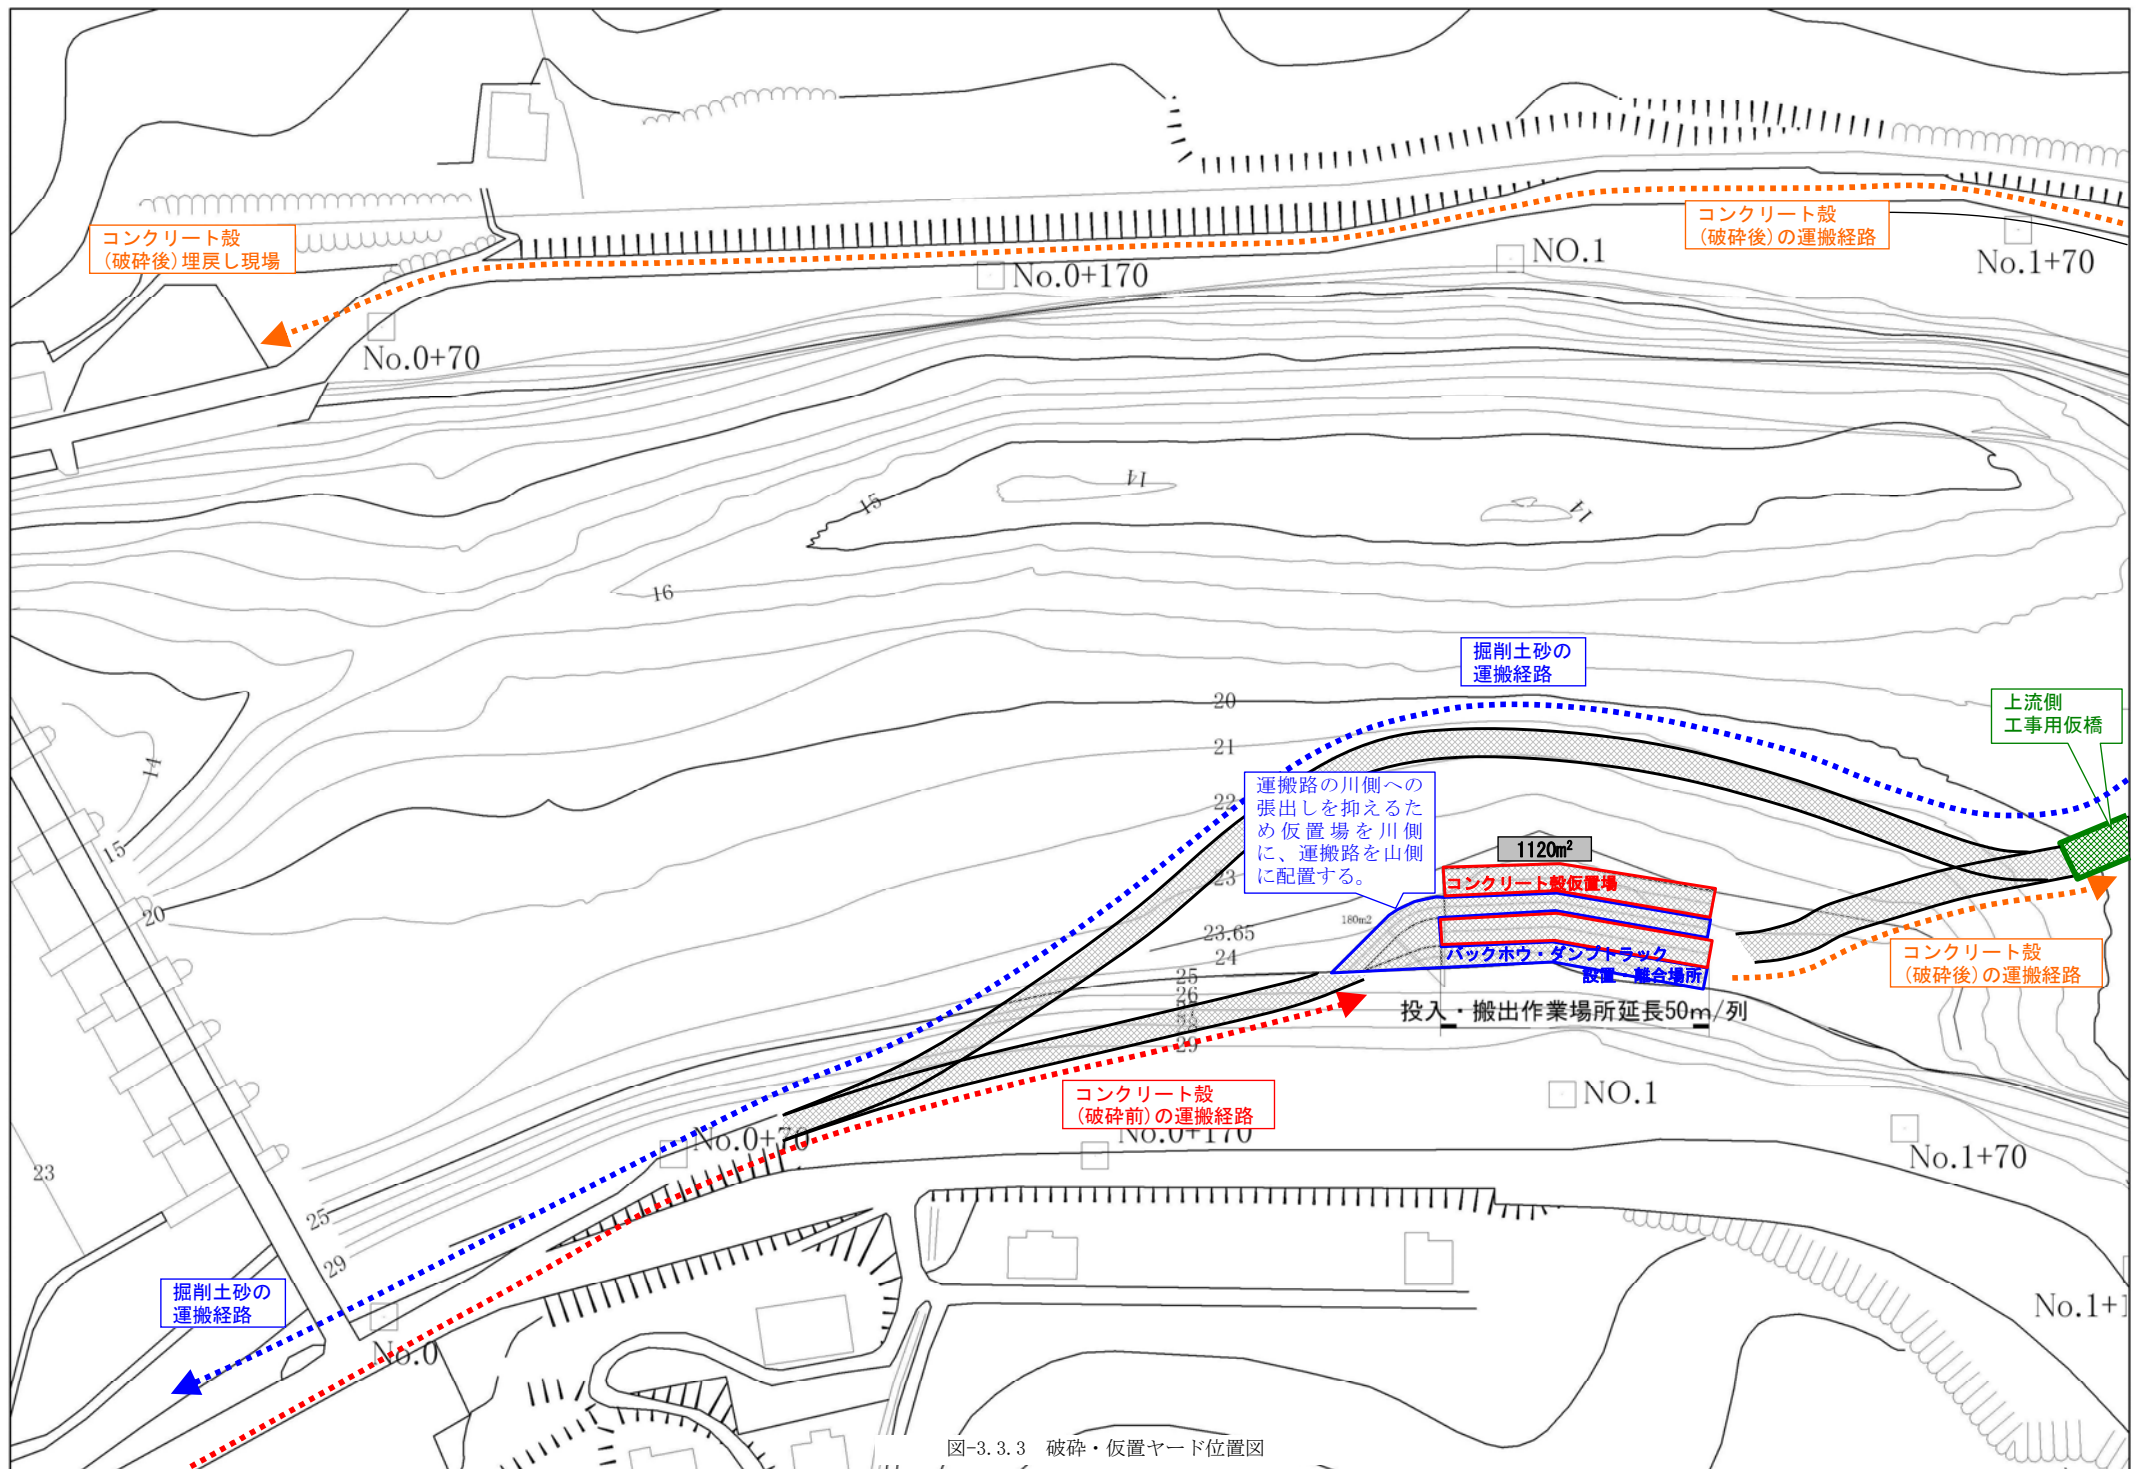 コンクリート殻
(破砕後)の運搬経路
コンクリート殻
(破砕後)埋戻し現場
NO.1
No.1+70
No.0+170
No.0+70
14
15
14
16
掘削土砂の
運搬経路
上流側
工事用仮橋
20
21
22
23
23.65
24
25
26
28
29
運搬路の川側への
張出しを抑えるた
め仮置場を川側
に、運搬路を山側
に配置する。
1120m²
コンクリート殻仮置場
180m2
バックホウ・ダンプトラック
設置・離合場所
投入・搬出作業場所延長50m/列
コンクリート殻
(破砕後)の運搬経路
コンクリート殻
(破砕前)の運搬経路
14
15
20
23
25
29
NO.1
No.0+70
No.0+170
No.1+70
掘削土砂の
運搬経路
No.0
No.1+1
図-3.3.3 破砕・仮置ヤード位置図